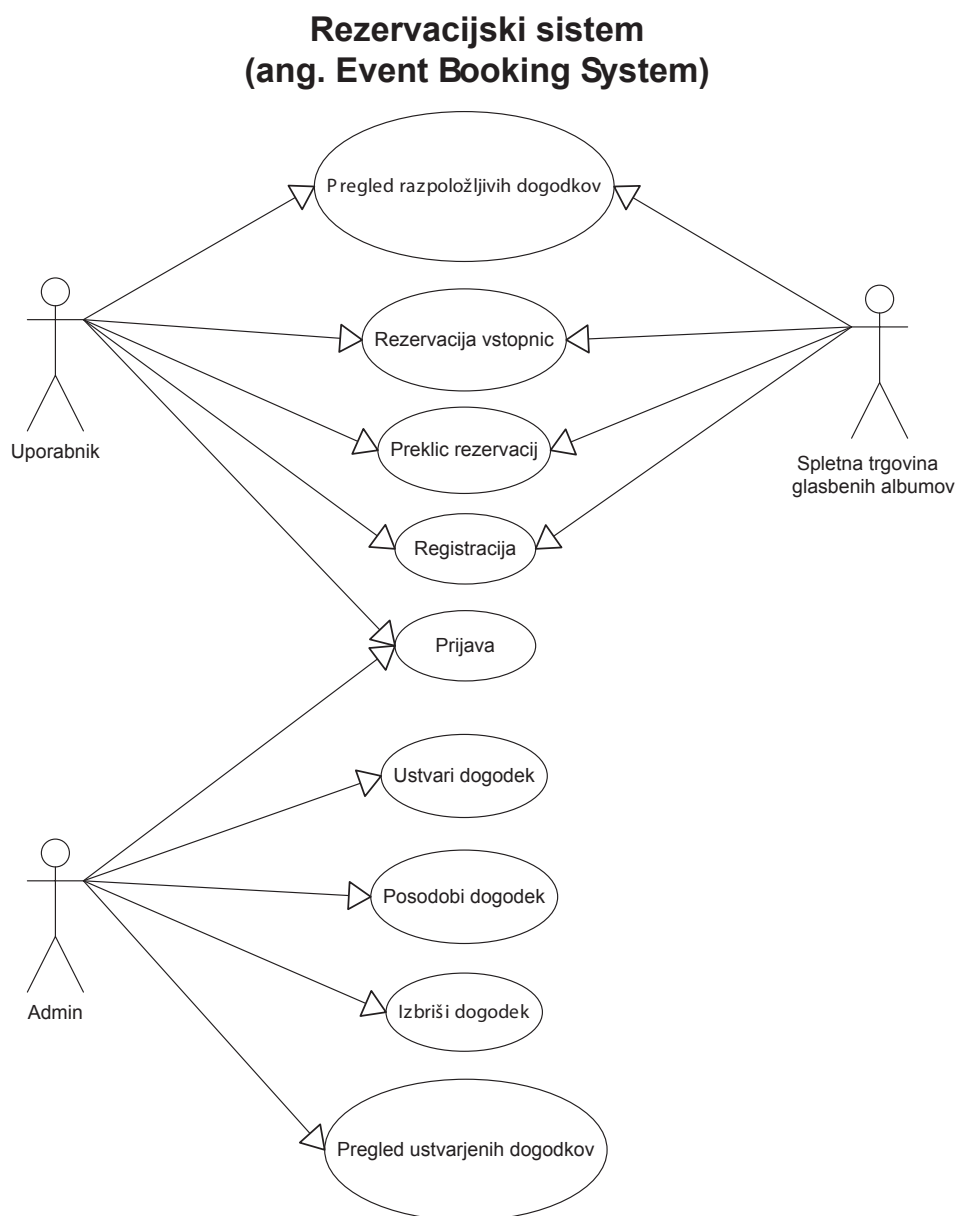 Rezervacijski sistem
(ang. Event Booking System)
Pregled razpoložljivih dogodkov
Rezervacija vstopnic
Preklic rezervacij
Uporabnik
Spletna trgovina
glasbenih albumov
Registracija
Prijava
Ustvari dogodek
Posodobi dogodek
Admin
Izbriši dogodek
Pregled ustvarjenih dogodkov